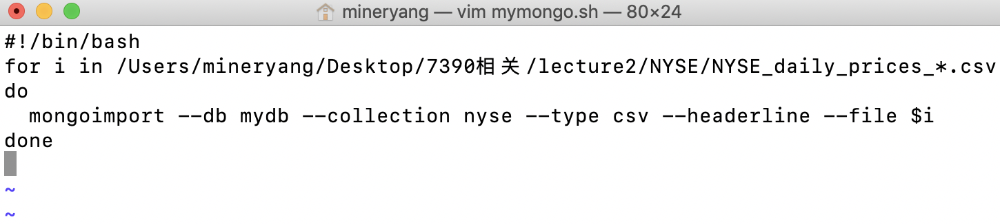 mineryang — vim mymongo.sh — 80×24
#!/bin/bash
for i in /Users/mineryang/Desktop/7390相关/lecture2/NYSE/NYSE_daily_prices_*.csv
do
  mongoimport --db mydb --collection nyse --type csv --headerline --file $i
done
~
~